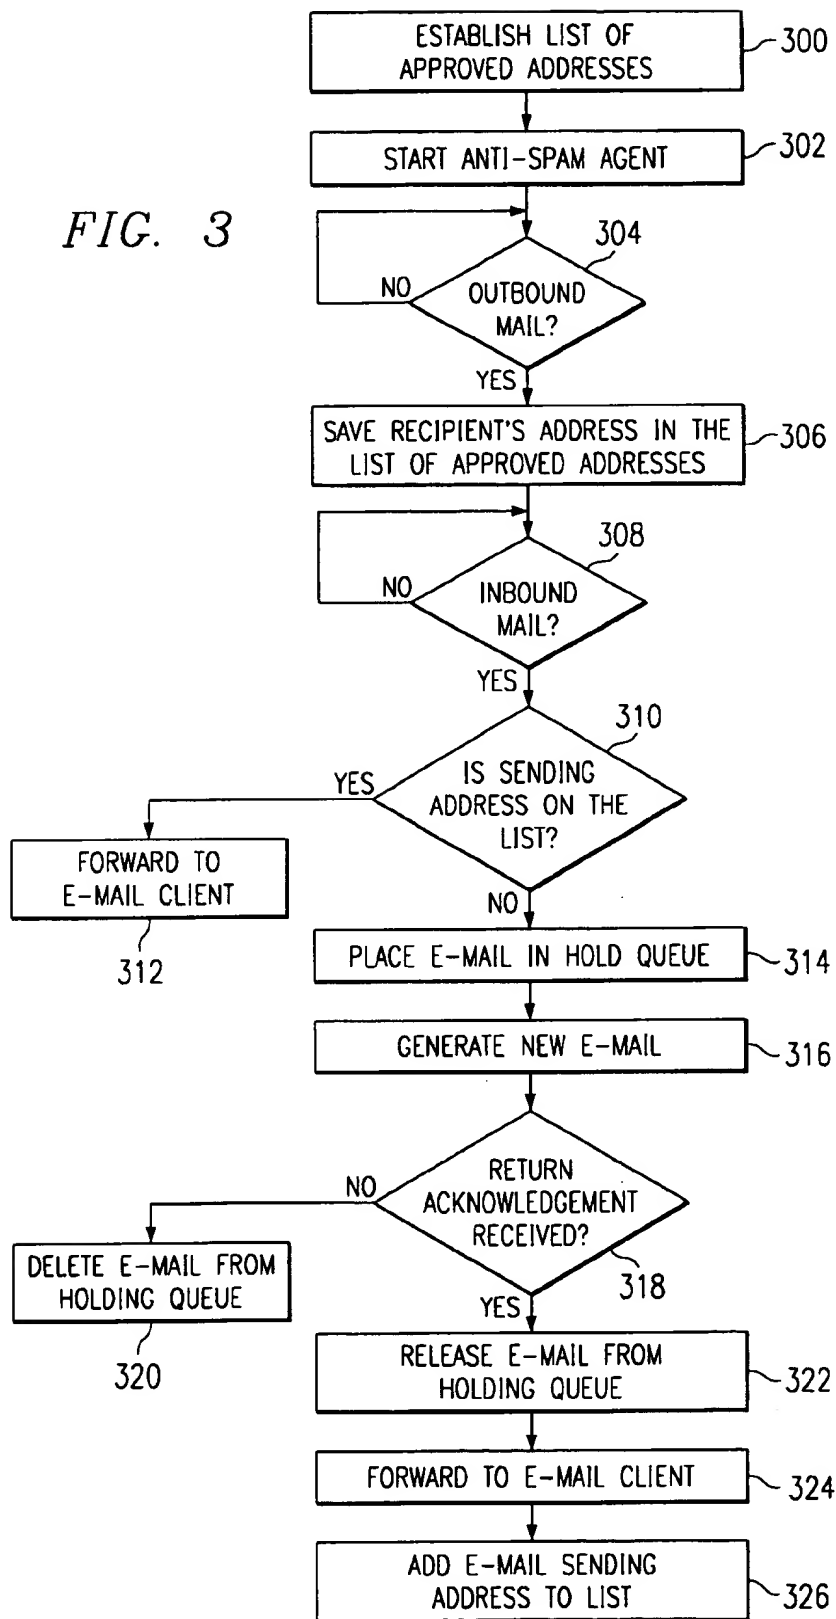 ESTABLISH LIST OF
APPROVED ADDRESSES
300
START ANTI-SPAM AGENT
302
FIG. 3
304
OUTBOUND
MAIL?
NO
YES
SAVE RECIPIENT'S ADDRESS IN THE
LIST OF APPROVED ADDRESSES
306
308
INBOUND
MAIL?
NO
YES
310
IS SENDING
ADDRESS ON THE
LIST?
YES
FORWARD TO
E-MAIL CLIENT
312
NO
PLACE E-MAIL IN HOLD QUEUE
314
GENERATE NEW E-MAIL
316
RETURN
ACKNOWLEDGEMENT
RECEIVED?
318
NO
DELETE E-MAIL FROM
HOLDING QUEUE
320
YES
RELEASE E-MAIL FROM
HOLDING QUEUE
322
FORWARD TO E-MAIL CLIENT
324
ADD E-MAIL SENDING
ADDRESS TO LIST
326